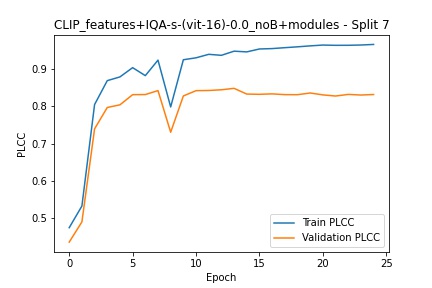 CLIP_features+IQA-s-(vit-16)-0.0_noB+modules - Split 7
PLCC
0.9
0.8
0.7
0.6
0.5
Train PLCC
Validation PLCC
0 5 10 15 20 25
Epoch